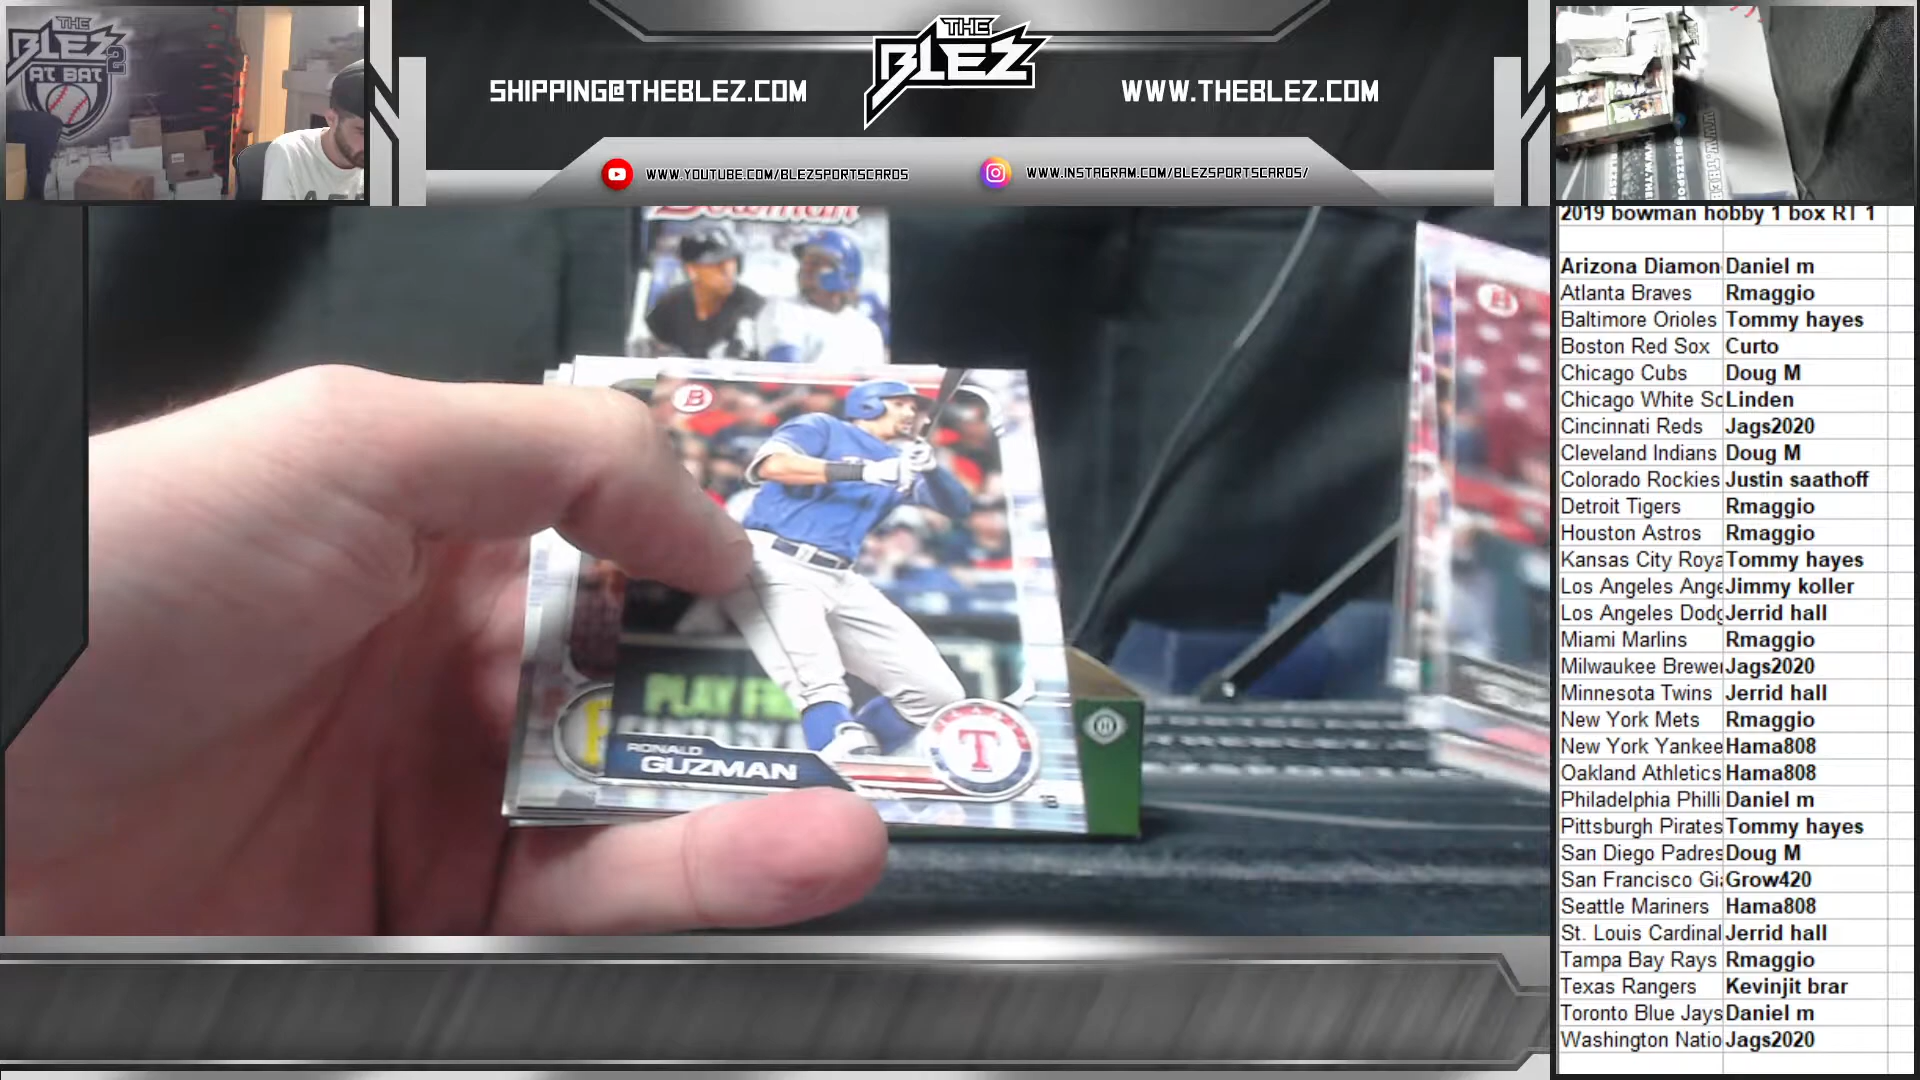 THE
BLEZ 2
AT BAT
SHIPPING@THEBLEZ.COM
THE
BLEZ
WWW.THEBLEZ.COM
WWW.YOUTUBE.COM/BLEZSPORTSCARDS
WWW.INSTAGRAM.COM/BLEZSPORTSCARDS/
Bowman
B
PLAY
RONALD
GUZMAN
T
1B
2019 bowman hobby 1 box RT 1
Arizona Diamon Daniel m
Atlanta Braves Rmaggio
Baltimore Orioles Tommy hayes
Boston Red Sox Curto
Chicago Cubs Doug M
Chicago White So Linden
Cincinnati Reds Jags2020
Cleveland Indians Doug M
Colorado Rockies Justin saathoff
Detroit Tigers Rmaggio
Houston Astros Rmaggio
Kansas City Roya Tommy hayes
Los Angeles Ange Jimmy koller
Los Angeles Dodg Jerrid hall
Miami Marlins Rmaggio
Milwaukee Brewer Jags2020
Minnesota Twins Jerrid hall
New York Mets Rmaggio
New York Yankee Hama808
Oakland Athletics Hama808
Philadelphia Philli Daniel m
Pittsburgh Pirates Tommy hayes
San Diego Padres Doug M
San Francisco Gia Grow420
Seattle Mariners Hama808
St. Louis Cardinal Jerrid hall
Tampa Bay Rays Rmaggio
Texas Rangers Kevinjit brar
Toronto Blue Jays Daniel m
Washington Natio Jags2020